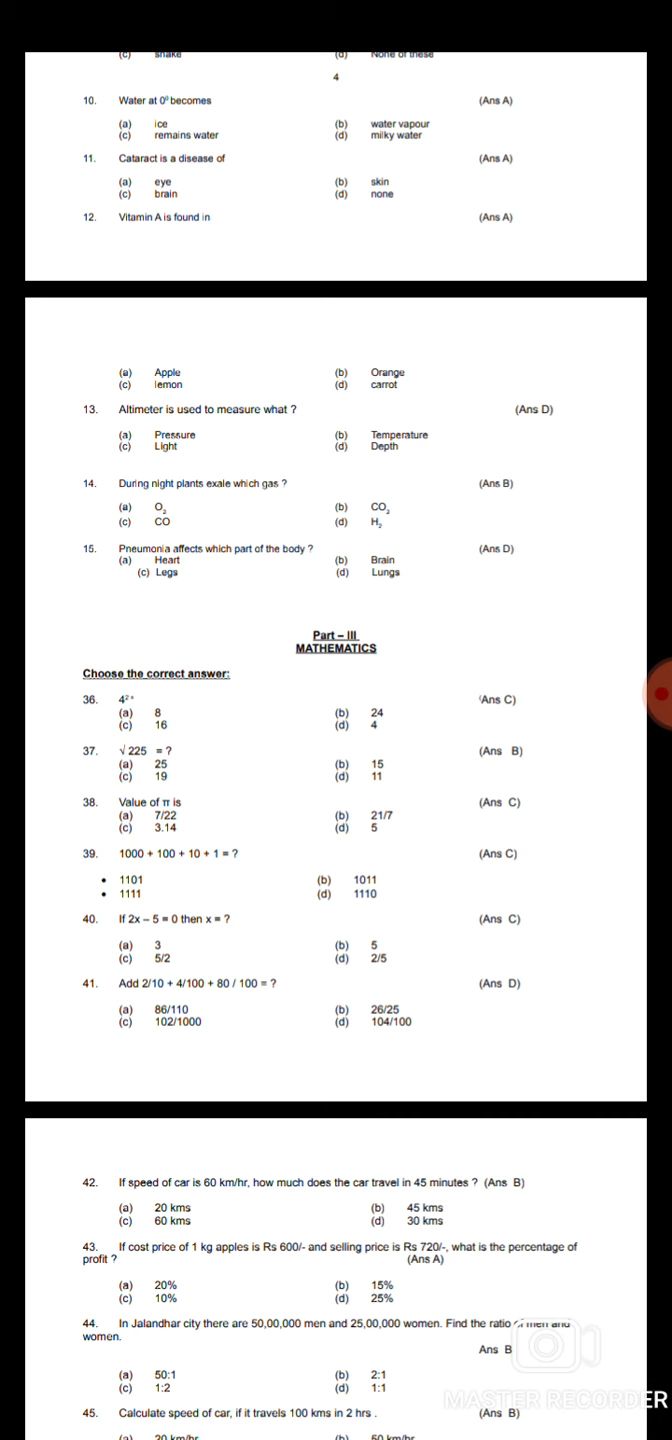 (c) snake (d) None of these
4
10. Water at 0⁰ becomes (Ans A)
(a) ice (b) water vapour
(c) remains water (d) milky water
11. Cataract is a disease of (Ans A)
(a) eye (b) skin
(c) brain (d) none
12. Vitamin A is found in (Ans A)
(a) Apple (b) Orange
(c) lemon (d) carrot
13. Altimeter is used to measure what ? (Ans D)
(a) Pressure (b) Temperature
(c) Light (d) Depth
14. During night plants exale which gas ? (Ans B)
(a) O₂ (b) CO₂
(c) CO (d) H₂
15. Pneumonia affects which part of the body ? (Ans D)
(a) Heart (b) Brain
(c) Legs (d) Lungs
Part – III
MATHEMATICS
Choose the correct answer:
36. 4² (Ans C)
(a) 8 (b) 24
(c) 16 (d) 4
37. √ 225 = ? (Ans B)
(a) 25 (b) 15
(c) 19 (d) 11
38. Value of π is (Ans C)
(a) 7/22 (b) 21/7
(c) 3.14 (d) 5
39. 1000 + 100 + 10 + 1 = ? (Ans C)
• 1101 (b) 1011
• 1111 (d) 1110
40. If 2x – 5 = 0 then x = ? (Ans C)
(a) 3 (b) 5
(c) 5/2 (d) 2/5
41. Add 2/10 + 4/100 + 80 / 100 = ? (Ans D)
(a) 86/110 (b) 26/25
(c) 102/1000 (d) 104/100
42. If speed of car is 60 km/hr, how much does the car travel in 45 minutes ? (Ans B)
(a) 20 kms (b) 45 kms
(c) 60 kms (d) 30 kms
43. If cost price of 1 kg apples is Rs 600/- and selling price is Rs 720/-, what is the percentage of
profit ? (Ans A)
(a) 20% (b) 15%
(c) 10% (d) 25%
44. In Jalandhar city there are 50,00,000 men and 25,00,000 women. Find the ratio of men and
women.
Ans B
(a) 50:1 (b) 2:1
(c) 1:2 (d) 1:1
MASTER RECORDER
45. Calculate speed of car, if it travels 100 kms in 2 hrs . (Ans B)
(a) 20 km/hr (b) 50 km/hr